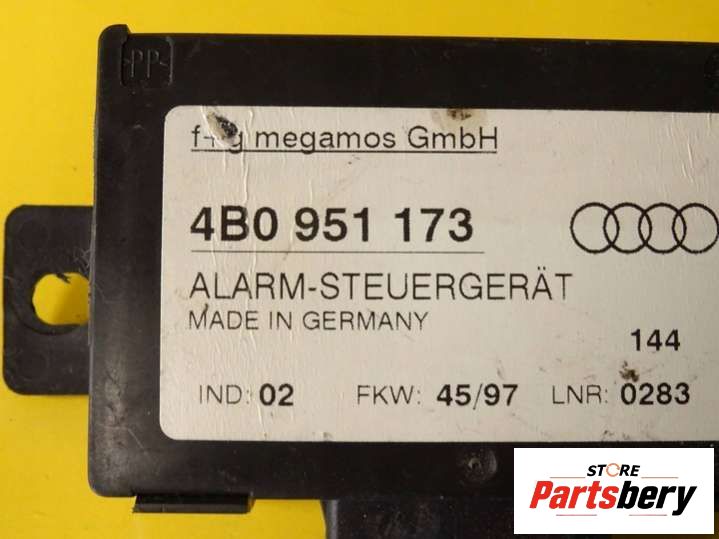 PP
f+g megamos GmbH
4B0 951 173
ALARM-STEUERGERÄT
MADE IN GERMANY
144
IND: 02 FKW: 45/97 LNR: 0283
STORE
Partsbery